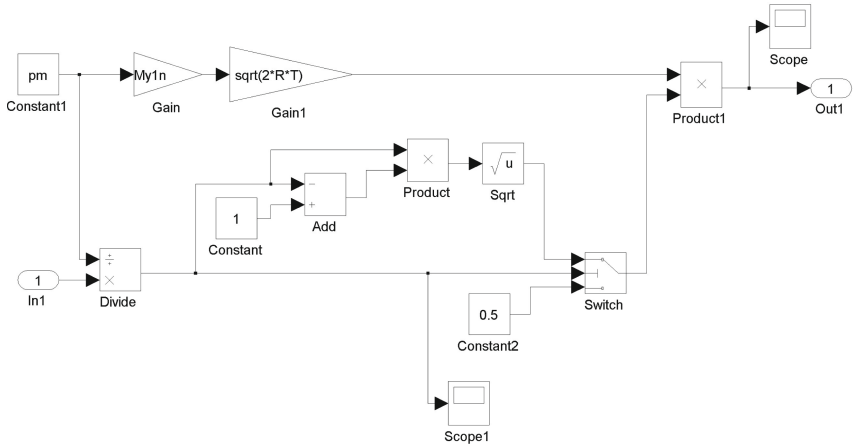 Scope
pm
Constant1
My1n
Gain
sqrt(2*R*T)
Gain1
×
Product1
1
Out1
×
Product
√u
Sqrt
−
+
Add
1
Constant
÷
×
Divide
1
In1
Switch
0.5
Constant2
Scope1